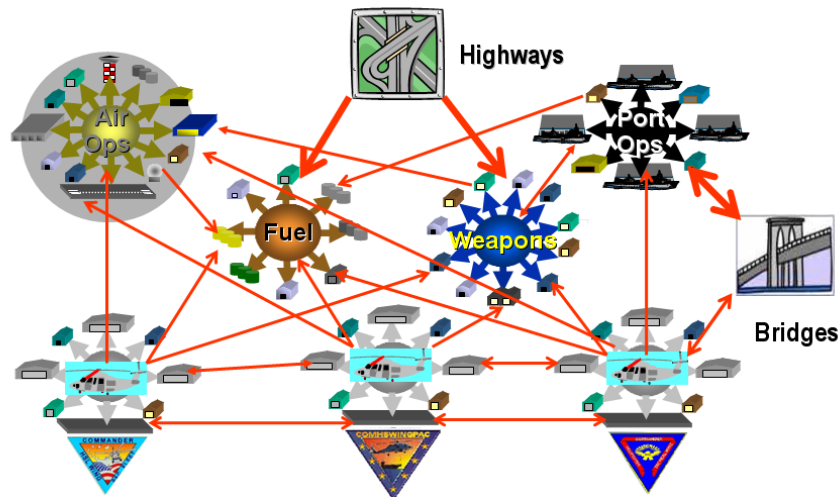 Highways
Air
Ops
Port
Ops
Fuel
Weapons
Bridges
COMMANDER
COMHSWINGPAC